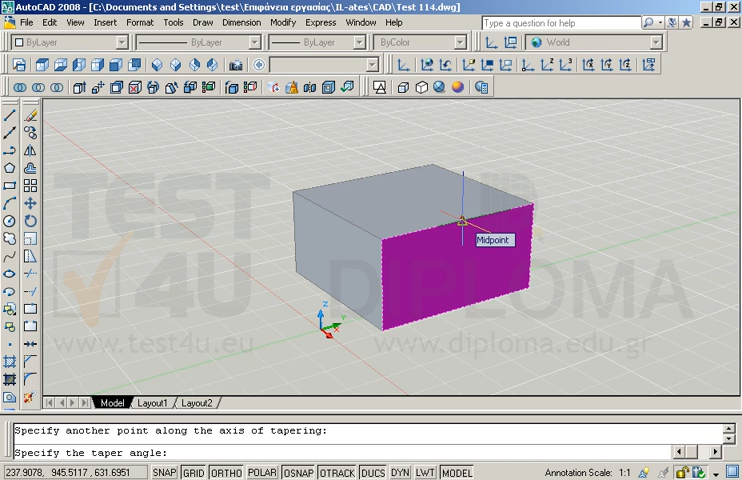 AutoCAD 2008 - [C:\Documents and Settings\test\Επιφάνεια εργασίας\IL-ates\CAD\Test 114.dwg]
File Edit View Insert Format Tools Draw Dimension Modify Express Window Help
Type a question for help
ByLayer ByLayer ByLayer ByColor World
TEST
4U
DIPLOMA
www.test4u.eu www.diploma.edu.gr
Midpoint
Z
Y
X
Model Layout1 Layout2
Specify another point along the axis of tapering:
Specify the taper angle:
237.9078, 945.5117, 631.6951 SNAP GRID ORTHO POLAR OSNAP OTRACK DUCS DYN LWT MODEL Annotation Scale: 1:1